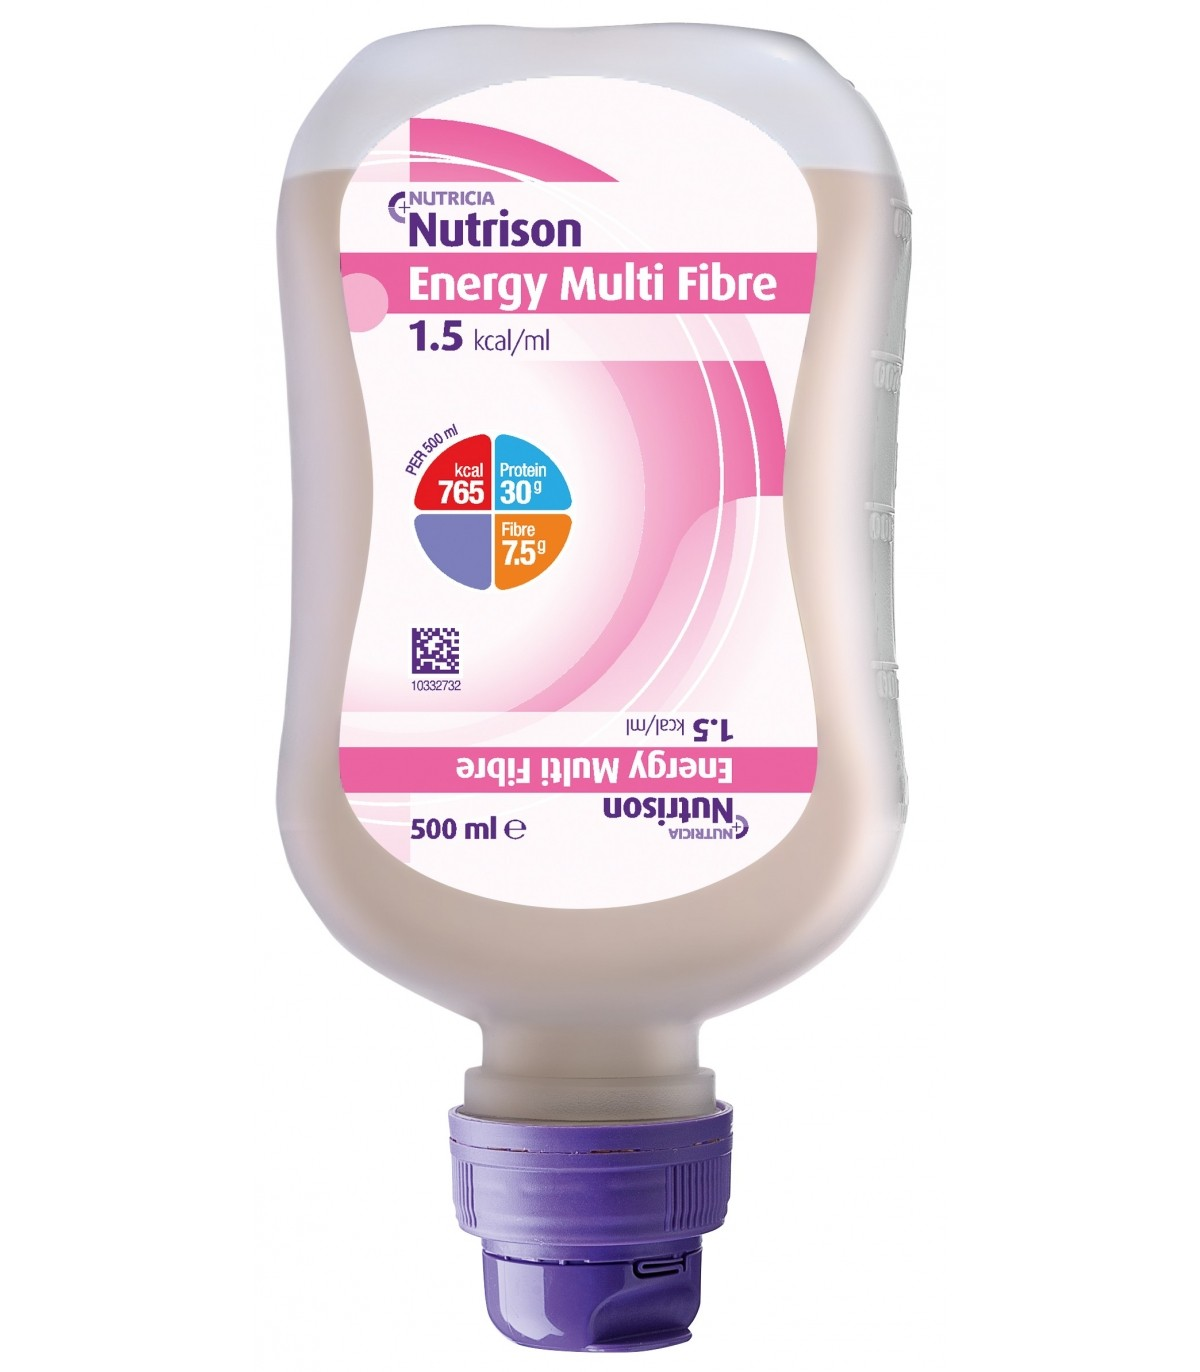 NUTRICIA
Nutrison
Energy Multi Fibre
1.5 kcal/ml
PER 500 ml
kcal
765
Protein
30g
Fibre
7.5g
10332732
1.5 kcal/ml
Energy Multi Fibre
Nutrison
NUTRICIA
500 ml e